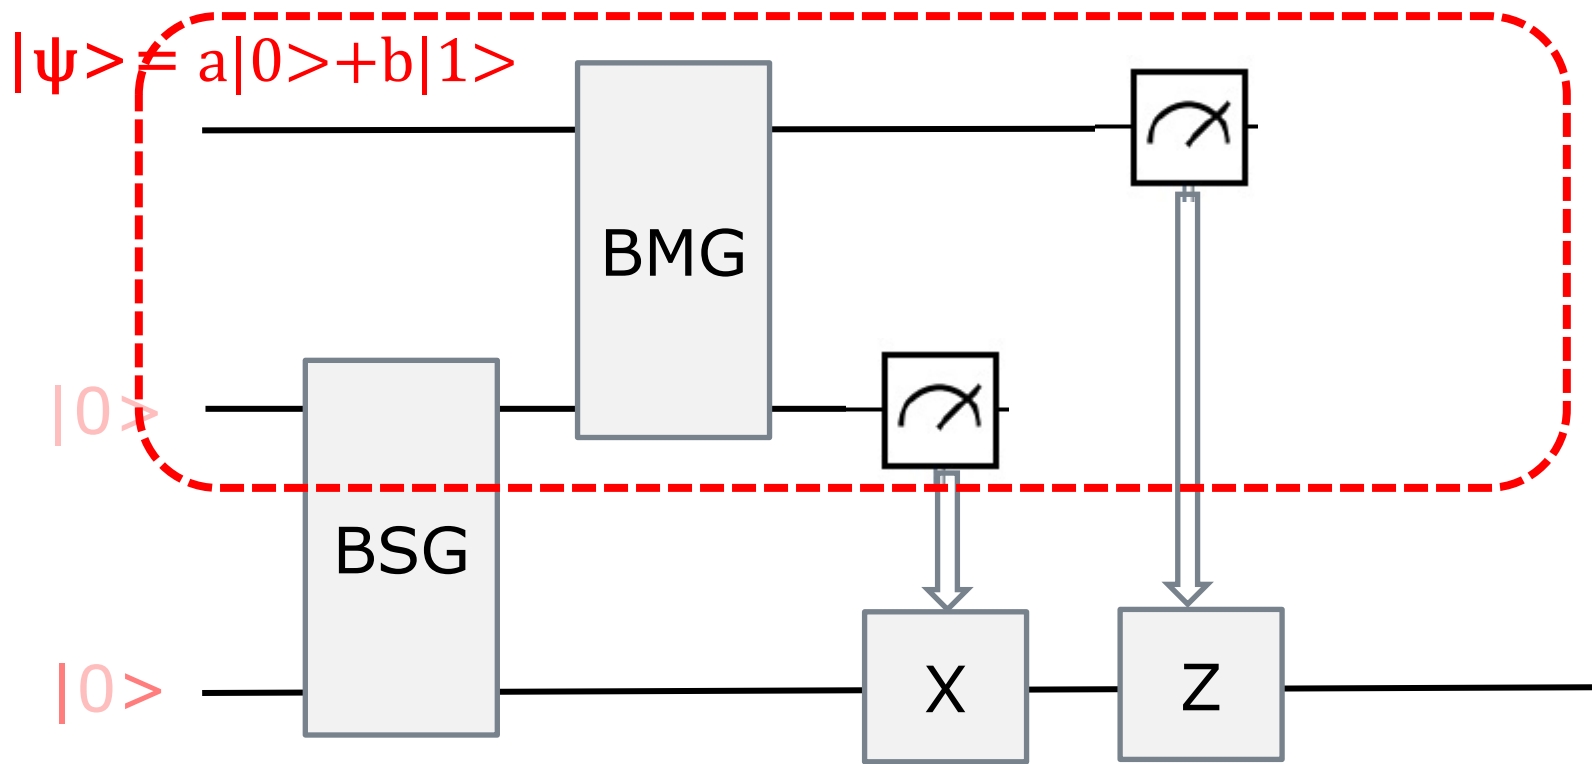 |ψ> = a|0>+b|1>
BMG
|0>
BSG
|0>
X
Z